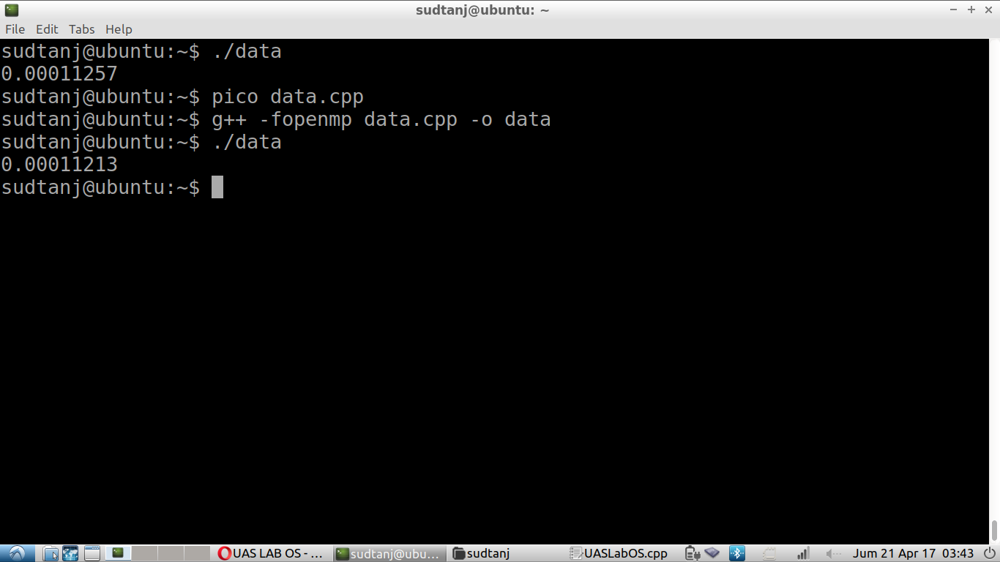 sudtanj@ubuntu: ~
File Edit Tabs Help
sudtanj@ubuntu:~$ ./data
0.00011257
sudtanj@ubuntu:~$ pico data.cpp
sudtanj@ubuntu:~$ g++ -fopenmp data.cpp -o data
sudtanj@ubuntu:~$ ./data
0.00011213
sudtanj@ubuntu:~$
UAS LAB OS - ... sudtanj@ubu... sudtanj UASLabOS.cpp Jum 21 Apr 17 03:43